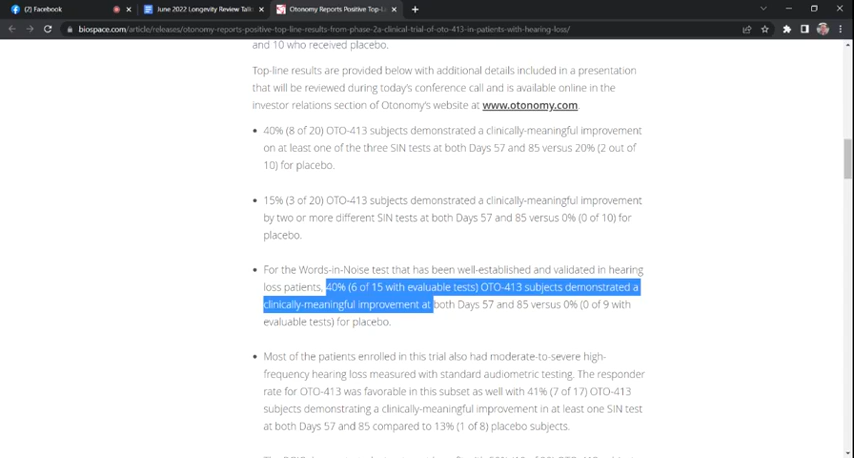 (2) Facebook
June 2022 Longevity Review Talki
Otonomy Reports Positive Top-L
biospace.com/article/releases/otonomy-reports-positive-top-line-results-from-phase-2a-clinical-trial-of-oto-413-in-patients-with-hearing-loss/
and 10 who received placebo.
Top-line results are provided below with additional details included in a presentation
that will be reviewed during today's conference call and is available online in the
investor relations section of Otonomy's website at www.otonomy.com.
• 40% (8 of 20) OTO-413 subjects demonstrated a clinically-meaningful improvement
on at least one of the three SIN tests at both Days 57 and 85 versus 20% (2 out of
10) for placebo.
• 15% (3 of 20) OTO-413 subjects demonstrated a clinically-meaningful improvement
by two or more different SIN tests at both Days 57 and 85 versus 0% (0 of 10) for
placebo.
• For the Words-in-Noise test that has been well-established and validated in hearing
loss patients, 40% (6 of 15 with evaluable tests) OTO-413 subjects demonstrated a
clinically-meaningful improvement at both Days 57 and 85 versus 0% (0 of 9 with
evaluable tests) for placebo.
• Most of the patients enrolled in this trial also had moderate-to-severe high-
frequency hearing loss measured with standard audiometric testing. The responder
rate for OTO-413 was favorable in this subset as well with 41% (7 of 17) OTO-413
subjects demonstrating a clinically-meaningful improvement in at least one SIN test
at both Days 57 and 85 compared to 13% (1 of 8) placebo subjects.